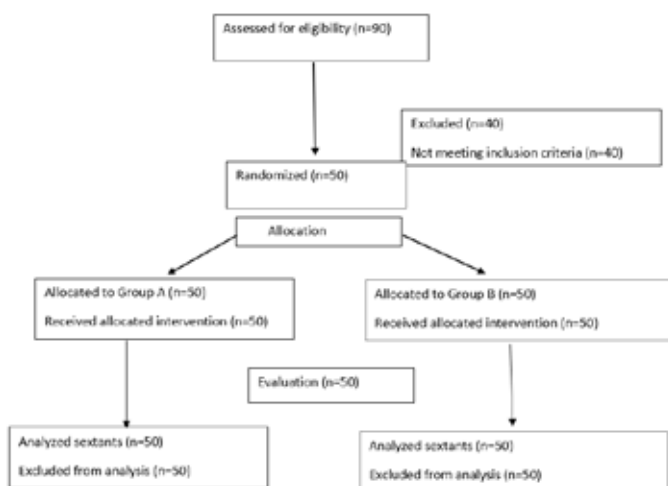 Assessed for eligibility (n=90)
Excluded (n=40)
Not meeting inclusion criteria (n=40)
Randomized (n=50)
Allocation
Allocated to Group A (n=50)
Received allocated intervention (n=50)
Allocated to Group B (n=50)
Received allocated intervention (n=50)
Evaluation (n=50)
Analyzed sextants (n=50)
Excluded from analysis (n=50)
Analyzed sextants (n=50)
Excluded from analysis (n=50)